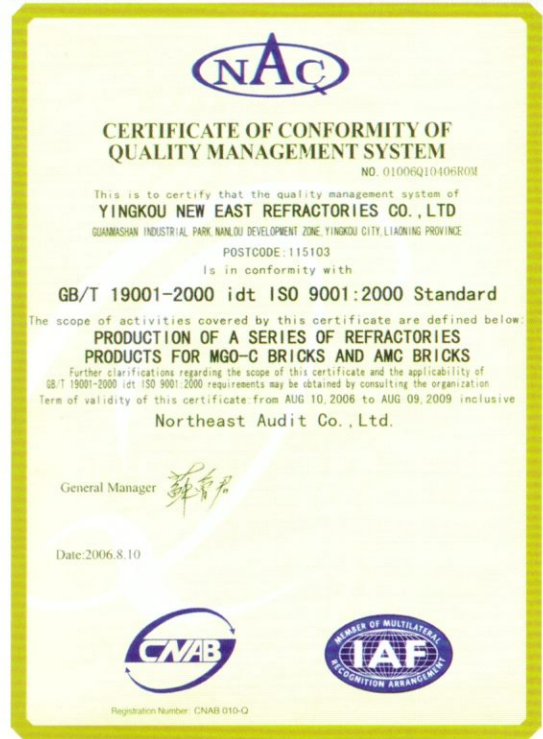 NAC
CERTIFICATE OF CONFORMITY OF
QUALITY MANAGEMENT SYSTEM
NO. 01006Q10406R0M
This is to certify that the quality management system of
YINGKOU NEW EAST REFRACTORIES CO.,LTD
GUANMASHAN INDUSTRIAL PARK NANLOU DEVELOPMENT ZONE, YINGKOU CITY, LIAONING PROVINCE
POSTCODE:115103
Is in conformity with
GB/T 19001-2000 idt ISO 9001:2000 Standard
The scope of activities covered by this certificate are defined below:
PRODUCTION OF A SERIES OF REFRACTORIES
PRODUCTS FOR MGO-C BRICKS AND AMC BRICKS
Further clarifications regarding the scope of this certificate and the applicability of
GB/T 19001-2000 idt ISO 9001:2000 requirements may be obtained by consulting the organization
Term of validity of this certificate:from AUG 10,2006 to AUG 09,2009 inclusive
Northeast Audit Co.,Ltd.
General Manager
Date:2006.8.10
CNAB
MEMBER OF MULTILATERAL
IAF
RECOGNITION ARRANGEMENT
Registration Number: CNAB 010-Q